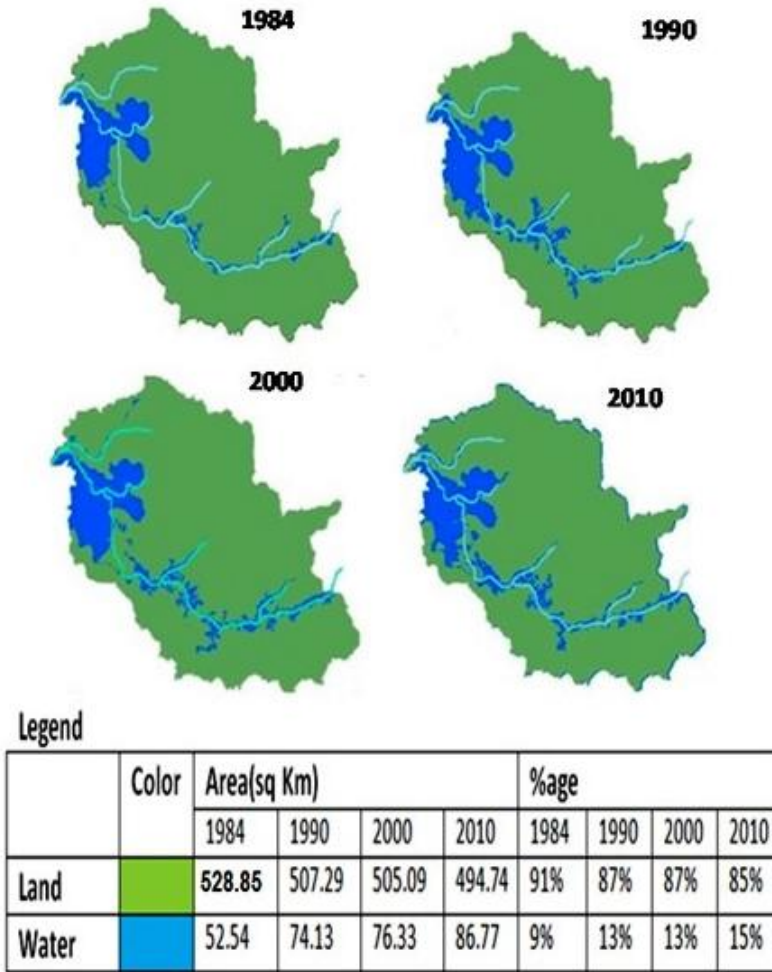 1984
1990
2000
2010
Legend
Color Area(sq Km) %age
1984 1990 2000 2010 1984 1990 2000 2010
Land 528.85 507.29 505.09 494.74 91% 87% 87% 85%
Water 52.54 74.13 76.33 86.77 9% 13% 13% 15%